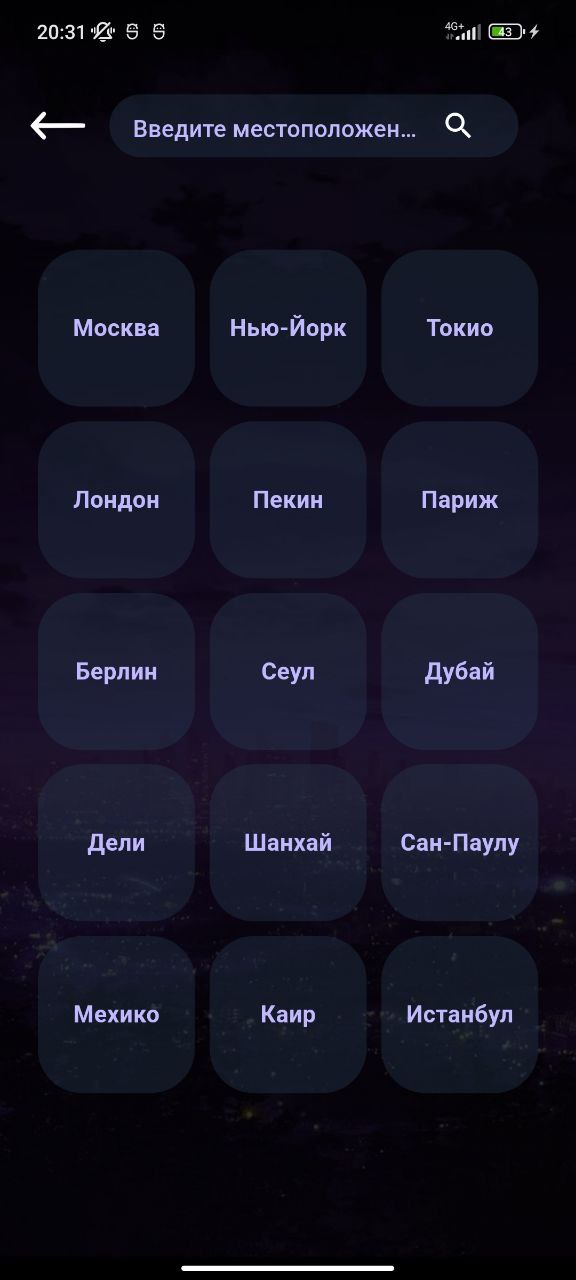 20:31 4G+ 43
Введите местоположен...
Москва Нью-Йорк Токио
Лондон Пекин Париж
Берлин Сеул Дубай
Дели Шанхай Сан-Паулу
Мехико Каир Истанбул